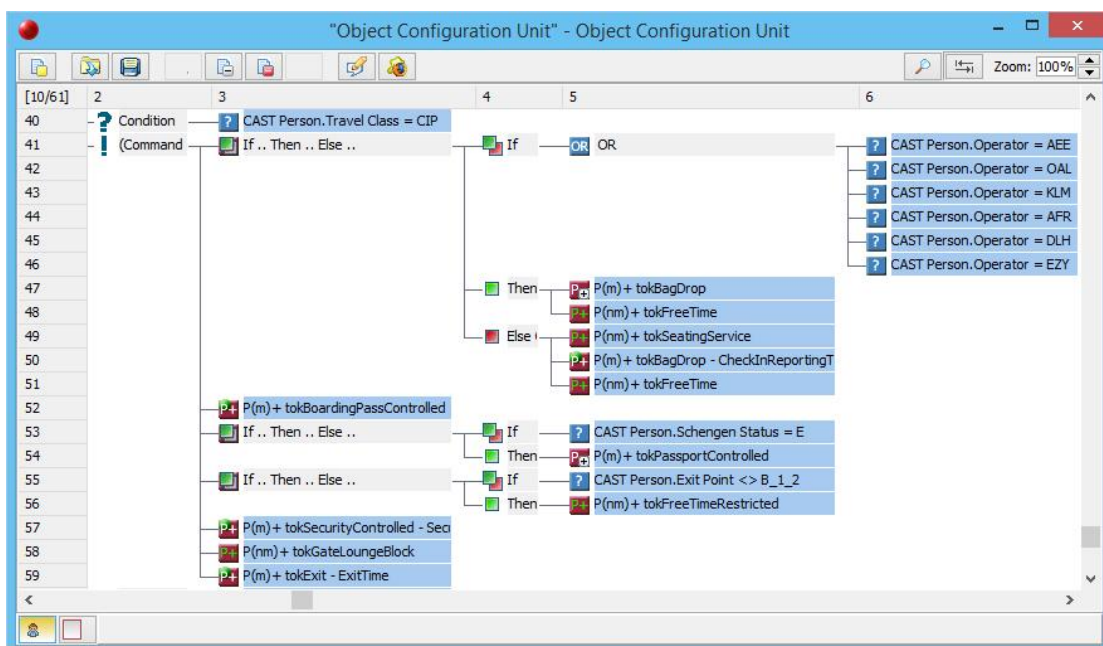 "Object Configuration Unit" - Object Configuration Unit
Zoom: 100%
[10/61] 2 3 4 5 6
40 ? Condition ? CAST Person.Travel Class = CIP
41 ! (Command If .. Then .. Else .. If OR OR ? CAST Person.Operator = AEE
42 ? CAST Person.Operator = OAL
43 ? CAST Person.Operator = KLM
44 ? CAST Person.Operator = AFR
45 ? CAST Person.Operator = DLH
46 ? CAST Person.Operator = EZY
47 Then P+ P(m)+ tokBagDrop
48 P+ P(nm)+ tokFreeTime
49 Else P+ P(nm)+ tokSeatingService
50 P+ P(m)+ tokBagDrop - CheckInReportingT
51 P+ P(nm)+ tokFreeTime
52 P+ P(m)+ tokBoardingPassControlled
53 If .. Then .. Else .. If ? CAST Person.Schengen Status = E
54 Then P+ P(m)+ tokPassportControlled
55 If .. Then .. Else .. If ? CAST Person.Exit Point <> B_1_2
56 Then P+ P(nm)+ tokFreeTimeRestricted
57 P+ P(m)+ tokSecurityControlled - Secu
58 P+ P(nm)+ tokGateLoungeBlock
59 P+ P(m)+ tokExit - ExitTime